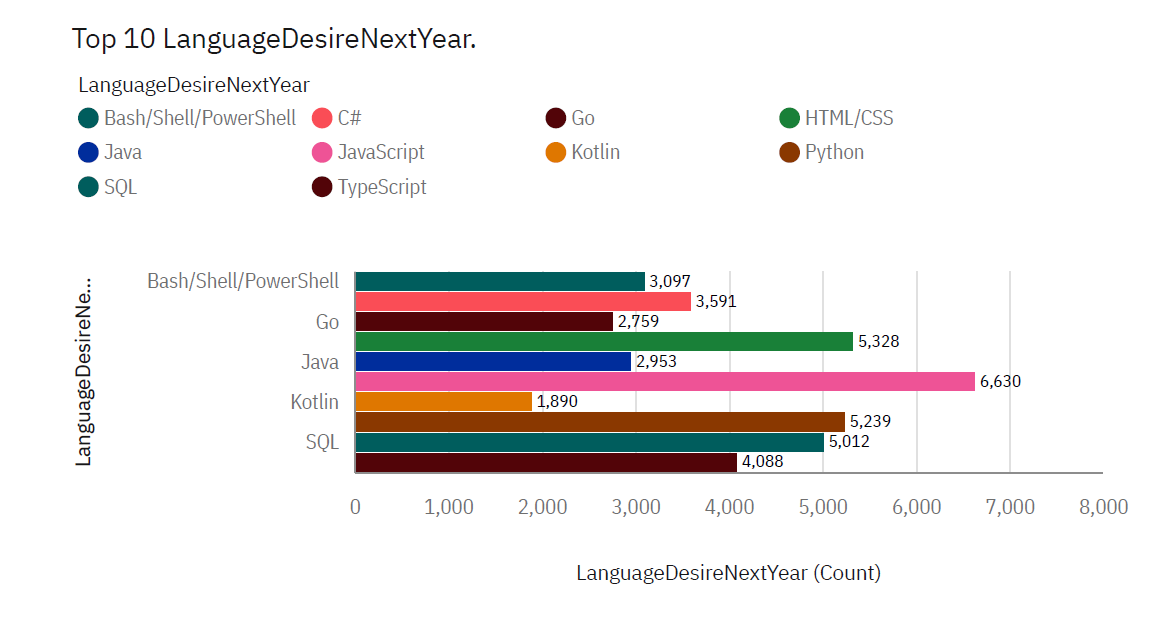 Top 10 LanguageDesireNextYear.
LanguageDesireNextYear
Bash/Shell/PowerShell C# Go HTML/CSS
Java JavaScript Kotlin Python
SQL TypeScript
LanguageDesireNe...
Bash/Shell/PowerShell 3,097
3,591
Go 2,759
5,328
Java 2,953
6,630
Kotlin 1,890
5,239
SQL 5,012
4,088
0 1,000 2,000 3,000 4,000 5,000 6,000 7,000 8,000
LanguageDesireNextYear (Count)